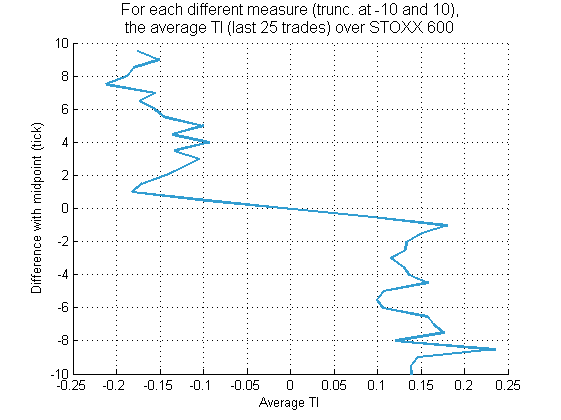 For each different measure (trunc. at -10 and 10),
the average TI (last 25 trades) over STOXX 600
Difference with midpoint (tick)
10
8
6
4
2
0
-2
-4
-6
-8
-10
-0.25 -0.2 -0.15 -0.1 -0.05 0 0.05 0.1 0.15 0.2 0.25
Average TI